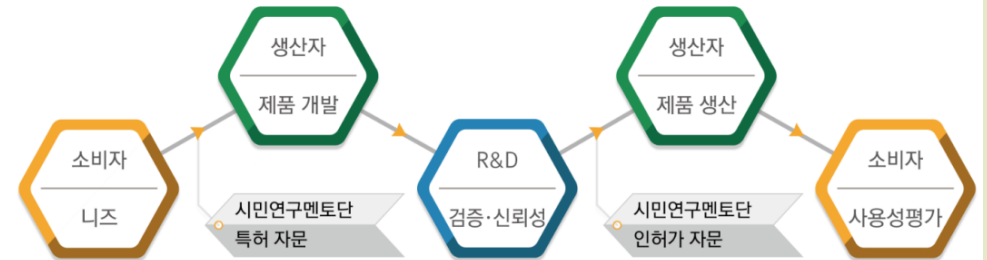 소비자
니즈
생산자
제품 개발
시민연구멘토단
특허 자문
R&D
검증·신뢰성
생산자
제품 생산
시민연구멘토단
인허가 자문
소비자
사용성평가